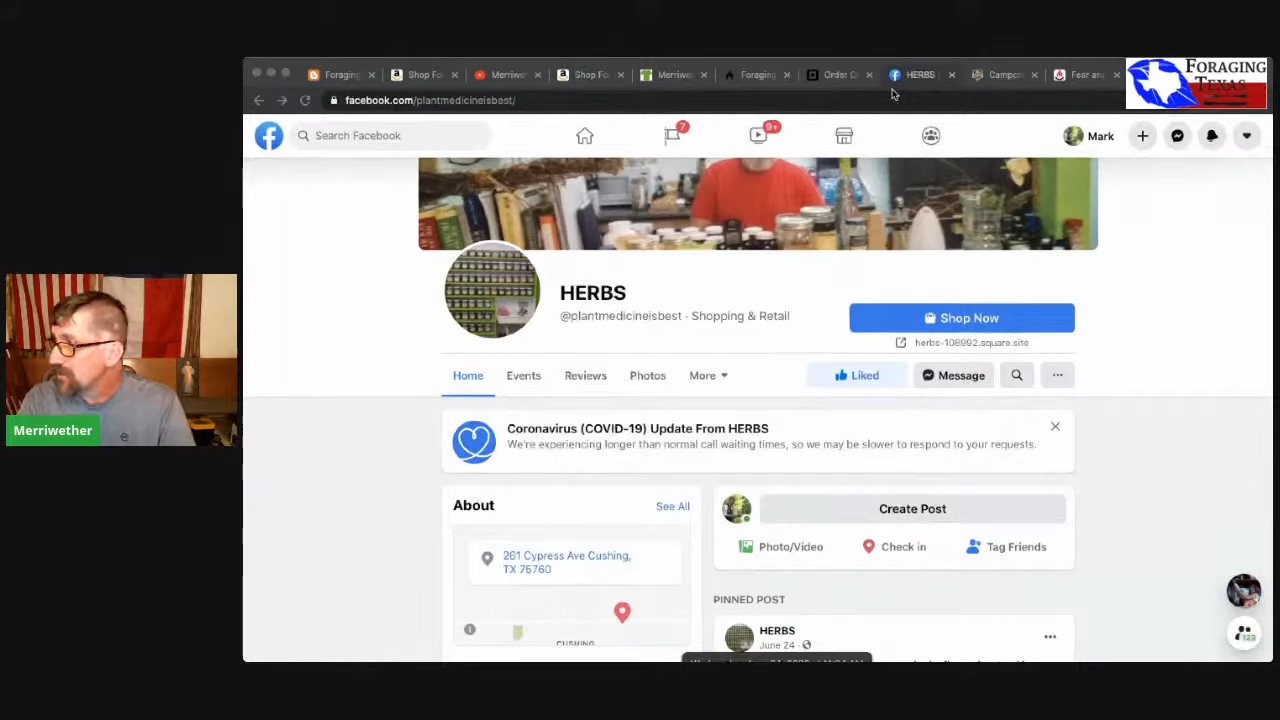 Foraging
Shop Fo
Merriwe
Shop Fo
Merriwe
Foraging
Order O
HERBS
Campor
Fear an
FORAGING
TEXAS
facebook.com/plantmedicineisbest/
Search Facebook
7
9+
Mark
HERBS
@plantmedicineisbest · Shopping & Retail
Shop Now
herbs-108992.square.site
Home
Events
Reviews
Photos
More
Liked
Message
Coronavirus (COVID-19) Update From HERBS
We're experiencing longer than normal call waiting times, so we may be slower to respond to your requests.
Merriwether
About
See All
Create Post
261 Cypress Ave Cushing,
TX 75760
Photo/Video
Check in
Tag Friends
PINNED POST
HERBS
June 24
CUSHING
123